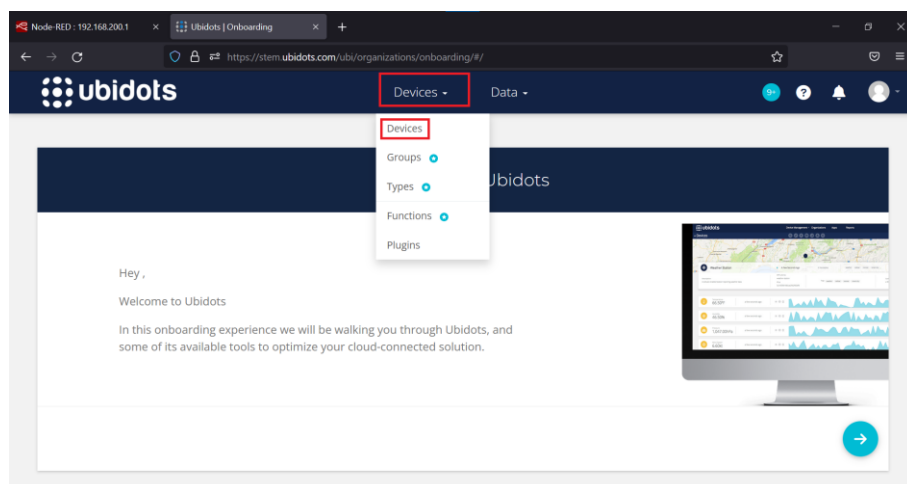 Node-RED : 192.168.200.1
Ubidots | Onboarding
https://stem.ubidots.com/ubi/organizations/onboarding/#/
ubidots
Devices
Data
9+
?
Devices
Groups
Types
Functions
Plugins
Ubidots
Hey ,
Welcome to Ubidots
In this onboarding experience we will be walking you through Ubidots, and
some of its available tools to optimize your cloud-connected solution.
ubidots